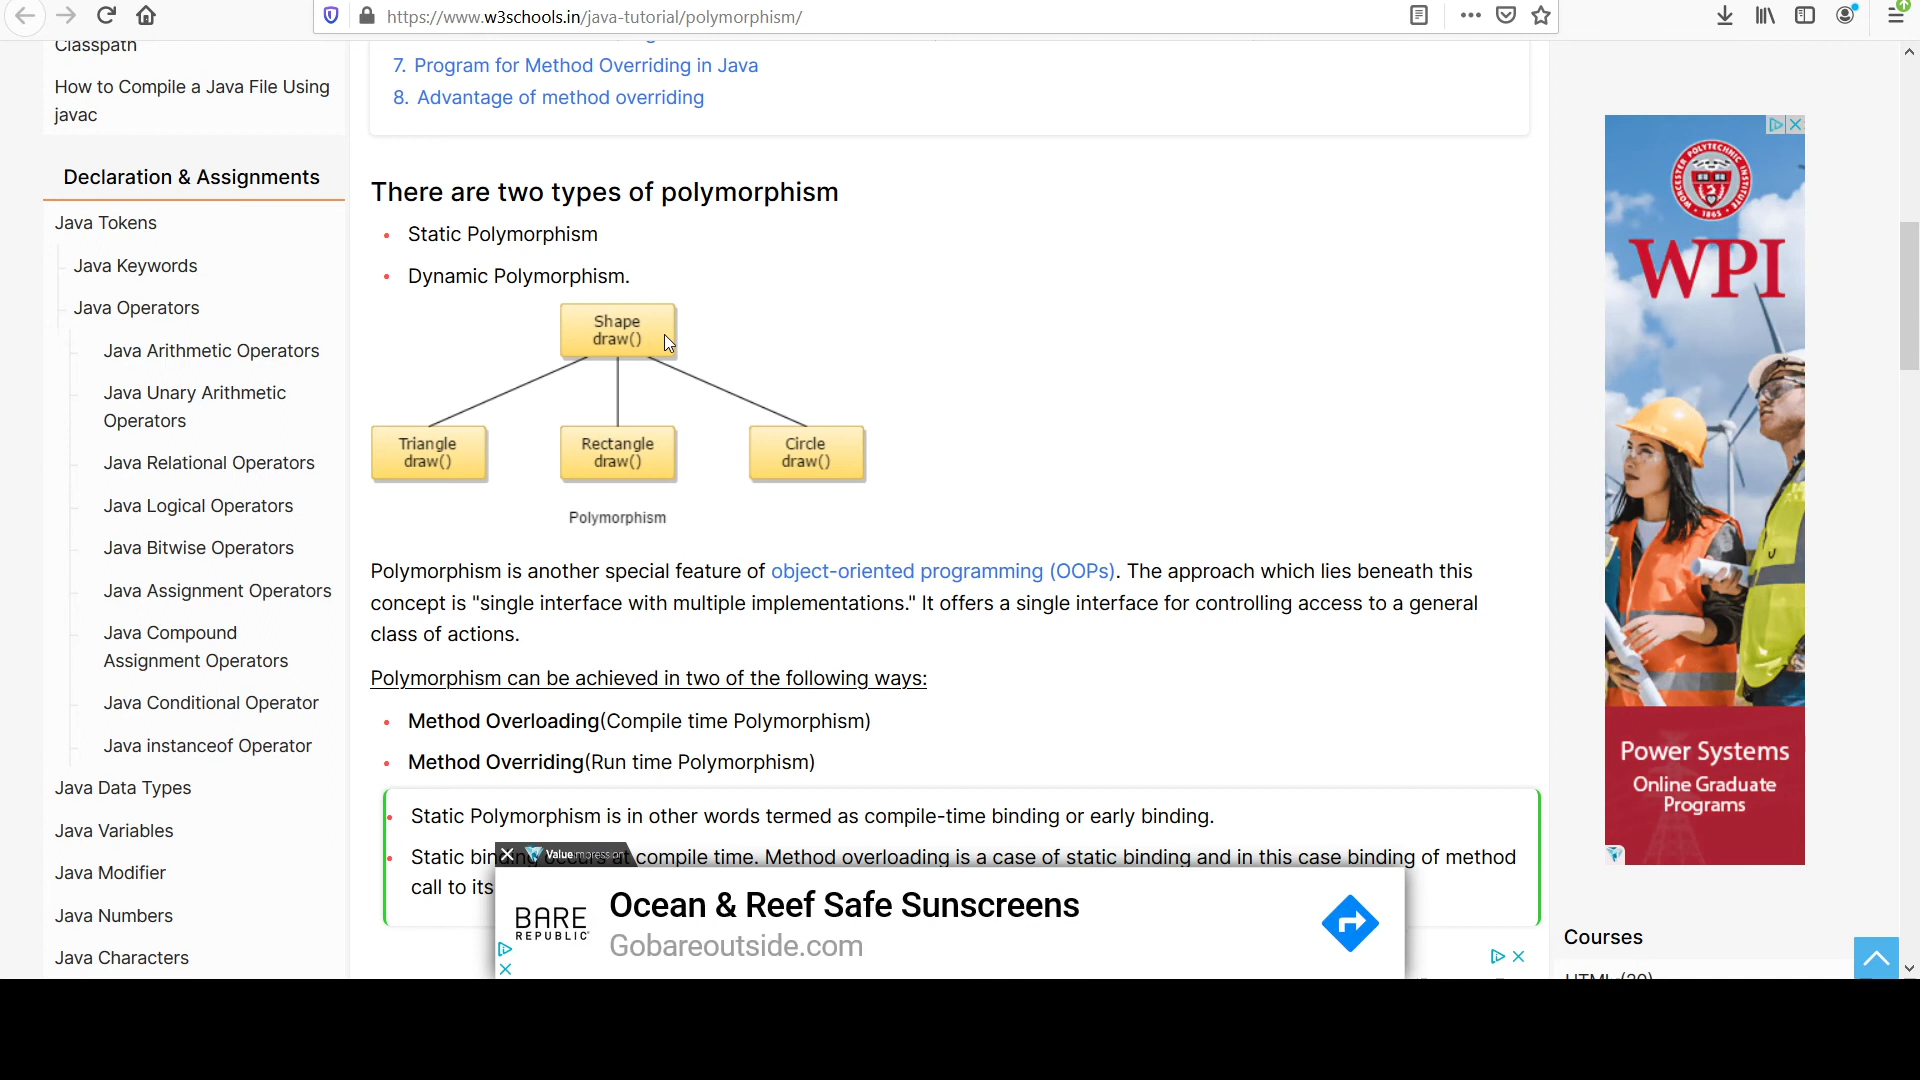 https://www.w3schools.in/java-tutorial/polymorphism/
Classpath
How to Compile a Java File Using
javac
Declaration & Assignments
Java Tokens
Java Keywords
Java Operators
Java Arithmetic Operators
Java Unary Arithmetic
Operators
Java Relational Operators
Java Logical Operators
Java Bitwise Operators
Java Assignment Operators
Java Compound
Assignment Operators
Java Conditional Operator
Java instanceof Operator
Java Data Types
Java Variables
Java Modifier
Java Numbers
Java Characters
7. Program for Method Overriding in Java
8. Advantage of method overriding
There are two types of polymorphism
• Static Polymorphism
• Dynamic Polymorphism.
Shape
draw()
Triangle
draw()
Rectangle
draw()
Circle
draw()
Polymorphism
Polymorphism is another special feature of object-oriented programming (OOPs). The approach which lies beneath this
concept is "single interface with multiple implementations." It offers a single interface for controlling access to a general
class of actions.
Polymorphism can be achieved in two of the following ways:
• Method Overloading(Compile time Polymorphism)
• Method Overriding(Run time Polymorphism)
• Static Polymorphism is in other words termed as compile-time binding or early binding.
• Static binding occurs at compile time. Method overloading is a case of static binding and in this case binding of method
call to its
Valueimpression
BARE
REPUBLIC
Ocean & Reef Safe Sunscreens
Gobareoutside.com
WORCESTER POLYTECHNIC INSTITUTE
1865
WPI
Power Systems
Online Graduate
Programs
Courses
HTML (20)